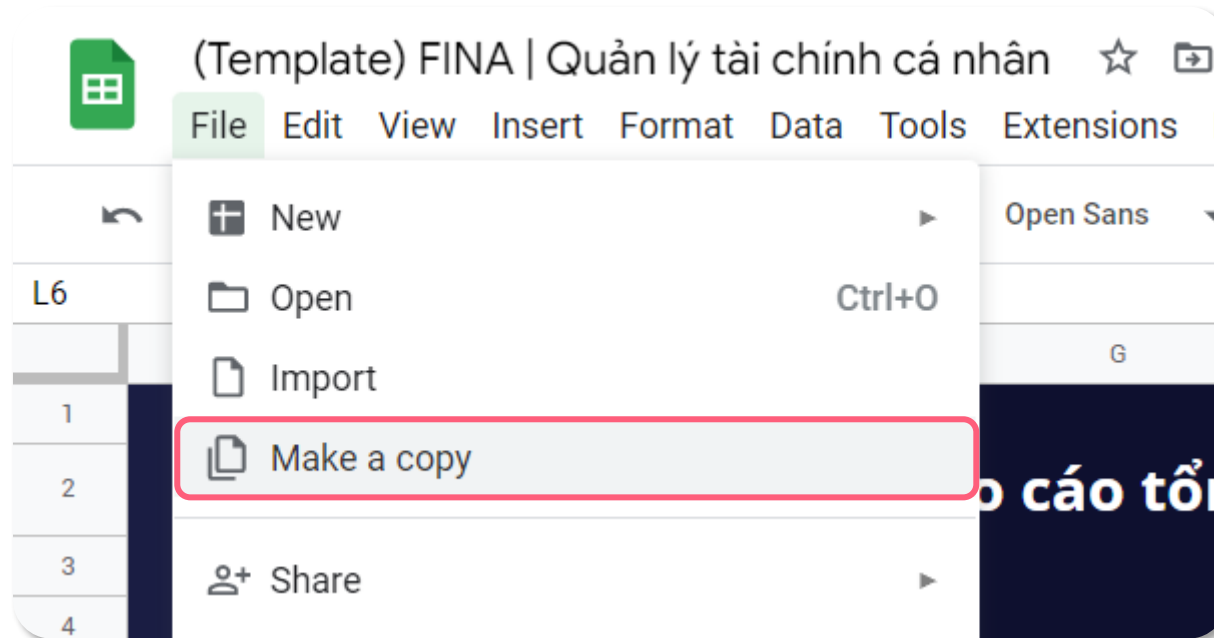 (Template) FINA | Quản lý tài chính cá nhân
File Edit View Insert Format Data Tools Extensions
New
Open Sans
L6
Open Ctrl+O
G
Import
1
Make a copy
2
cáo
3
Share
4